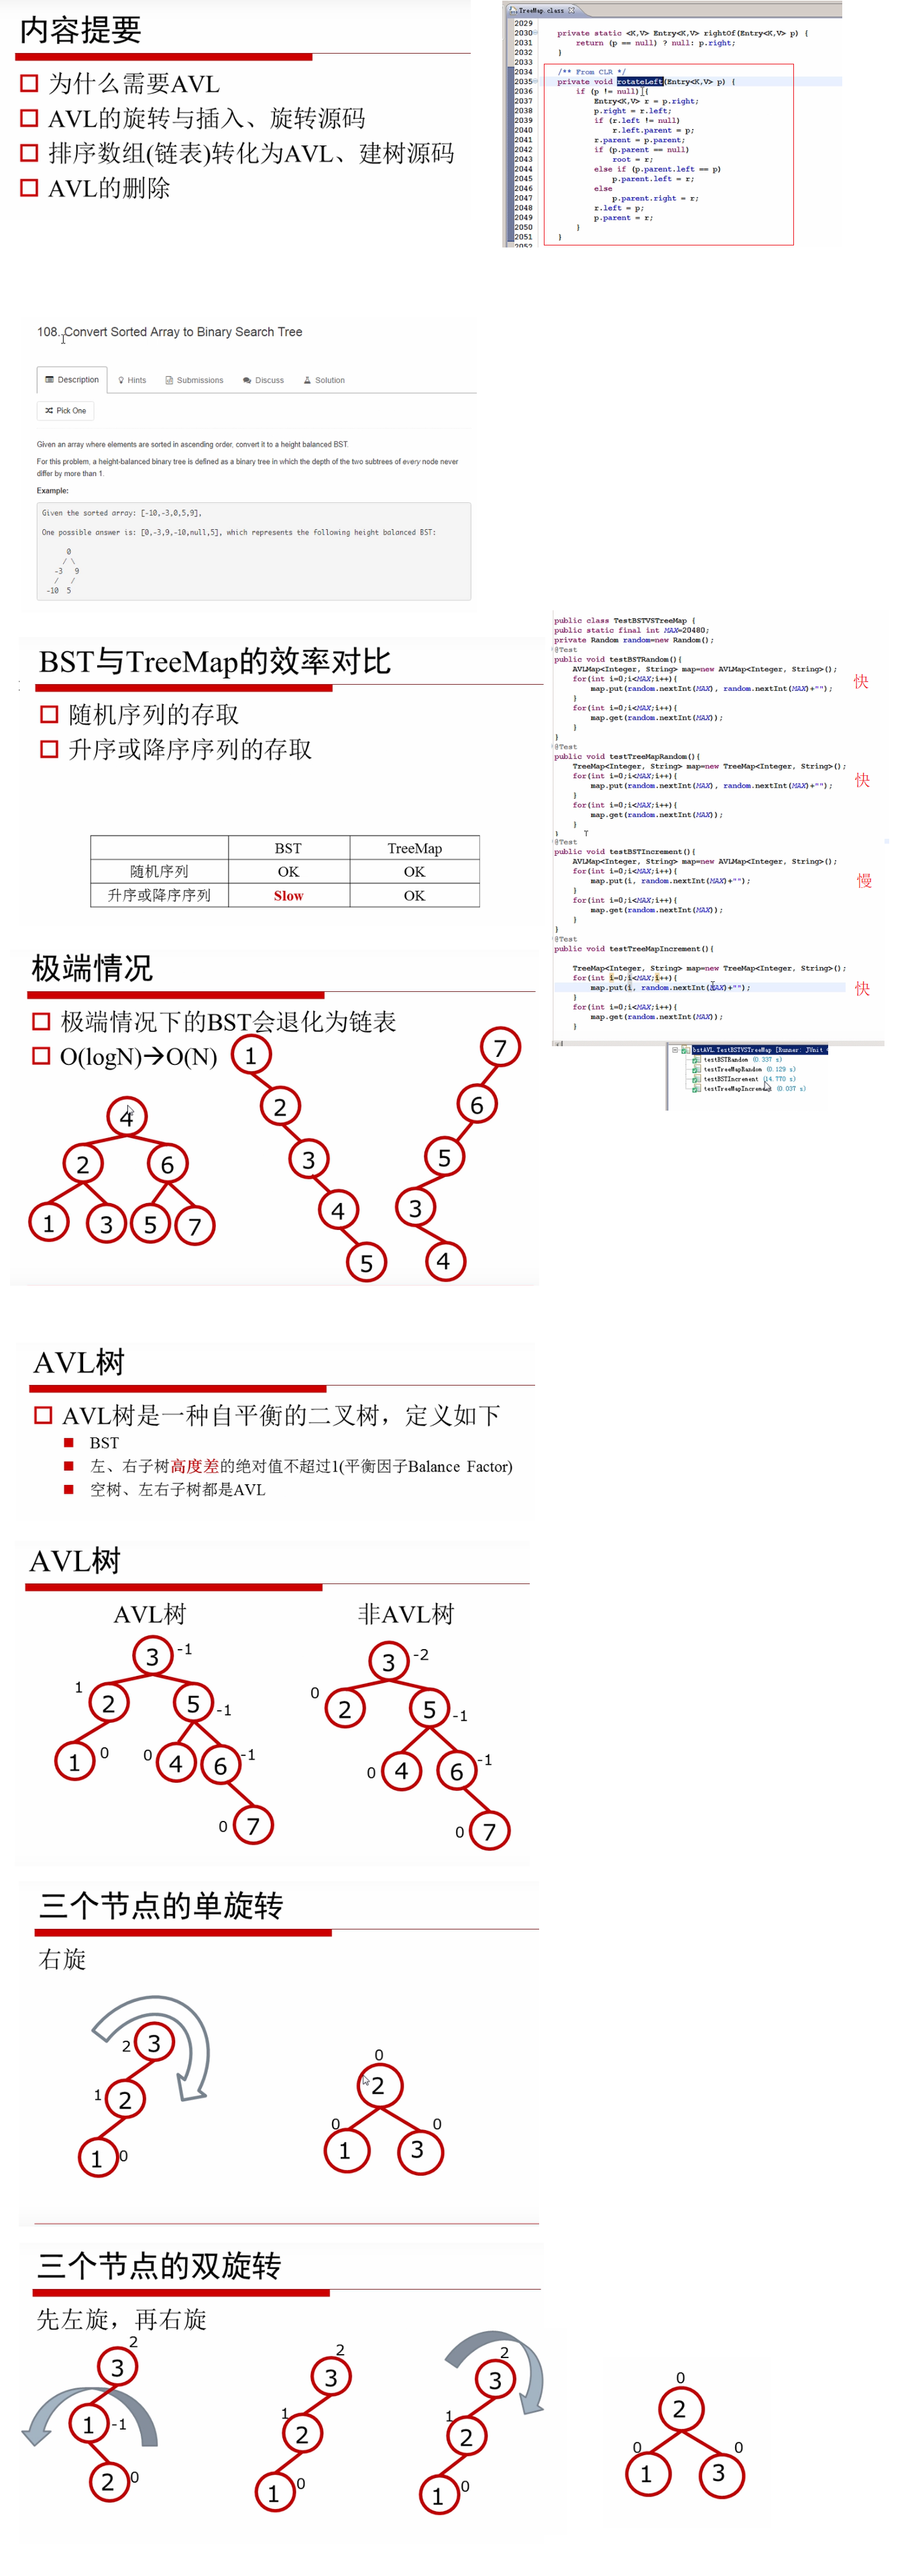 内容提要
为什么需要AVL
AVL的旋转与插入、旋转源码
排序数组(链表)转化为AVL、建树源码
AVL的删除
TreeMap.class
2029
2030 private static <K,V> Entry<K,V> rightOf(Entry<K,V> p) {
2031 return (p == null) ? null: p.right;
2032 }
2033
2034 /** From CLR */
2035 private void rotateLeft(Entry<K,V> p) {
2036 if (p != null) {
2037 Entry<K,V> r = p.right;
2038 p.right = r.left;
2039 if (r.left != null)
2040 r.left.parent = p;
2041 r.parent = p.parent;
2042 if (p.parent == null)
2043 root = r;
2044 else if (p.parent.left == p)
2045 p.parent.left = r;
2046 else
2047 p.parent.right = r;
2048 r.left = p;
2049 p.parent = r;
2050 }
2051 }
2052
108. Convert Sorted Array to Binary Search Tree
Description Hints Submissions Discuss Solution
Pick One
Given an array where elements are sorted in ascending order, convert it to a height balanced BST.
For this problem, a height-balanced binary tree is defined as a binary tree in which the depth of the two subtrees of every node never
differ by more than 1.
Example:
Given the sorted array: [-10,-3,0,5,9],
One possible answer is: [0,-3,9,-10,null,5], which represents the following height balanced BST:
0
/ \
-3 9
/ /
-10 5
BST与TreeMap的效率对比
随机序列的存取
升序或降序序列的存取
BST TreeMap
随机序列 OK OK
升序或降序序列 Slow OK
public class TestBSTVSTreeMap {
public static final int MAX=20480;
private Random random=new Random();
@Test
public void testBSTRandom(){
AVLMap<Integer, String> map=new AVLMap<Integer, String>();
for(int i=0;i<MAX;i++){
map.put(random.nextInt(MAX), random.nextInt(MAX)+"");
}
for(int i=0;i<MAX;i++){
map.get(random.nextInt(MAX));
}
}
快
@Test
public void testTreeMapRandom(){
TreeMap<Integer, String> map=new TreeMap<Integer, String>();
for(int i=0;i<MAX;i++){
map.put(random.nextInt(MAX), random.nextInt(MAX)+"");
}
for(int i=0;i<MAX;i++){
map.get(random.nextInt(MAX));
}
}
快
@Test
public void testBSTIncrement(){
AVLMap<Integer, String> map=new AVLMap<Integer, String>();
for(int i=0;i<MAX;i++){
map.put(i, random.nextInt(MAX)+"");
}
for(int i=0;i<MAX;i++){
map.get(random.nextInt(MAX));
}
}
慢
@Test
public void testTreeMapIncrement(){
TreeMap<Integer, String> map=new TreeMap<Integer, String>();
for(int i=0;i<MAX;i++){
map.put(i, random.nextInt(MAX)+"");
}
for(int i=0;i<MAX;i++){
map.get(random.nextInt(MAX));
}
快
bstAVL.TestBSTVSTreeMap [Runner: JUnit
testBSTRandom (0.337 s)
testTreeMapRandom (0.129 s)
testBSTIncrement (14.770 s)
testTreeMapIncrement (0.037 s)
极端情况
极端情况下的BST会退化为链表
O(logN)→O(N)
4
2 6
1 3 5 7
1
2
3
4
5
7
6
5
3
4
AVL树
AVL树是一种自平衡的二叉树，定义如下
BST
左、右子树高度差的绝对值不超过1(平衡因子Balance Factor)
空树、左右子树都是AVL
AVL树
AVL树
3 -1
1 2 5 -1
1 0 0 4 6 -1
0 7
非AVL树
3 -2
0 2 5 -1
0 4 6 -1
0 7
三个节点的单旋转
右旋
2 3
1 2
1 0
0
2
0 0
1 3
三个节点的双旋转
先左旋，再右旋
2
3
1 -1
2 0
2
3
1
2
1 0
2
3
1
2
1 0
0
2
0 0
1 3